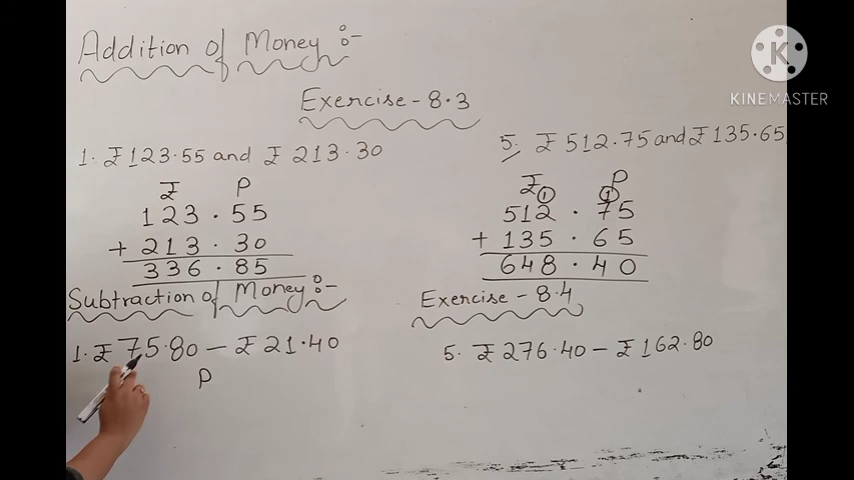 Addition of Money :-
Exercise - 8.3
1. ₹123.55 and ₹ 213.30
₹ P
123.55
+ 213.30
336.85
5. ₹ 512.75 and ₹135.65
₹ P
1 1
512.75
+ 135.65
648.40
Subtraction of Money :-
Exercise - 8.4
1. ₹75.80 - ₹21.40
P
5. ₹276.40 - ₹162.80
KINEMASTER